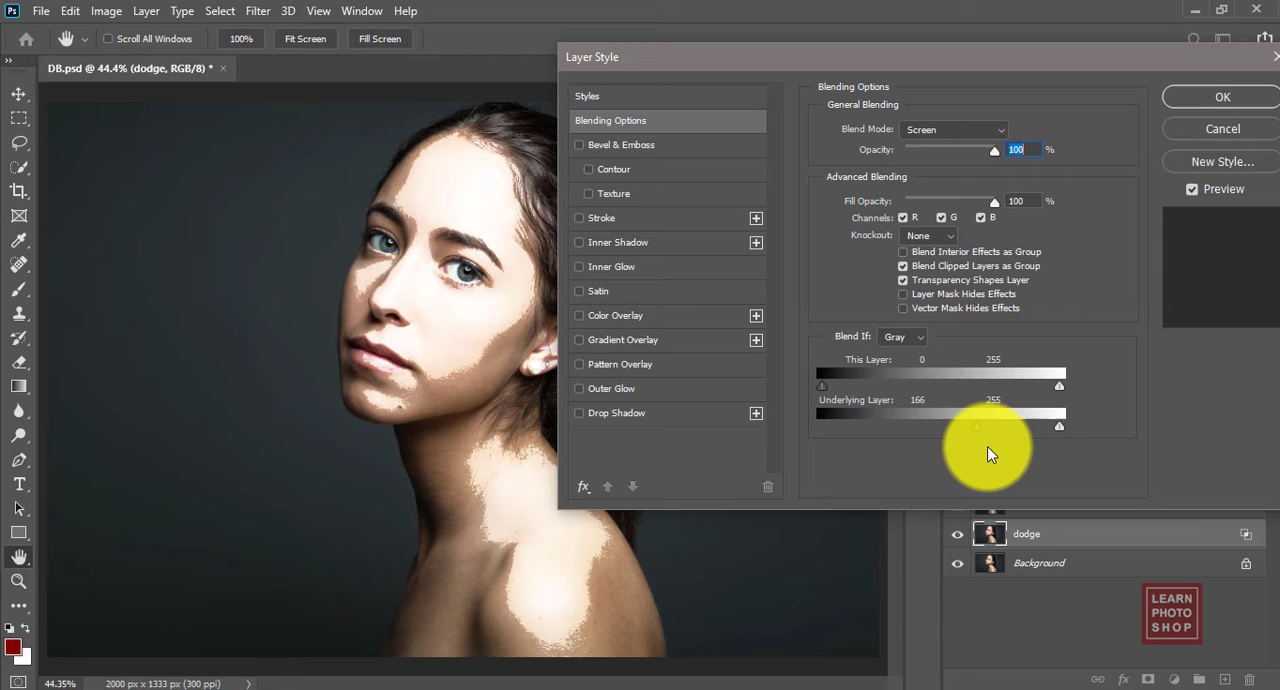 Ps File Edit Image Layer Type Select Filter 3D View Window Help
Scroll All Windows 100% Fit Screen Fill Screen
DB.psd @ 44.4% (dodge, RGB/8) * ×
Layer Style
Styles
Blending Options
Bevel & Emboss
Contour
Texture
Stroke
Inner Shadow
Inner Glow
Satin
Color Overlay
Gradient Overlay
Pattern Overlay
Outer Glow
Drop Shadow
fx
Blending Options
General Blending
Blend Mode: Screen
Opacity: 100 %
Advanced Blending
Fill Opacity: 100 %
Channels: R G B
Knockout: None
Blend Interior Effects as Group
Blend Clipped Layers as Group
Transparency Shapes Layer
Layer Mask Hides Effects
Vector Mask Hides Effects
Blend If: Gray
This Layer: 0 255
Underlying Layer: 166 255
OK
Cancel
New Style...
Preview
dodge
Background
LEARN
PHOTO
SHOP
fx
44.35% 2000 px x 1333 px (300 ppi)